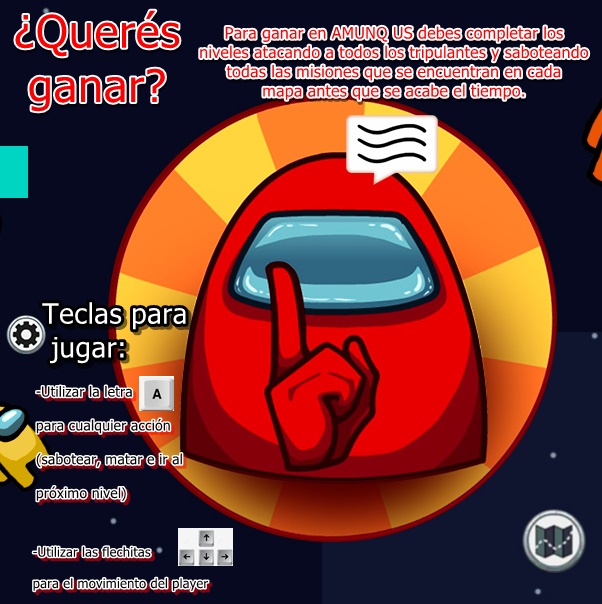 ¿Querés
ganar?
Para ganar en AMUNQ US debes completar los
niveles atacando a todos los tripulantes y saboteando
todas las misiones que se encuentran en cada
mapa antes que se acabe el tiempo.
Teclas para
jugar:
-Utilizar la letra A
para cualquier acción
(sabotear, matar e ir al
próximo nivel)
-Utilizar las flechitas
para el movimiento del player